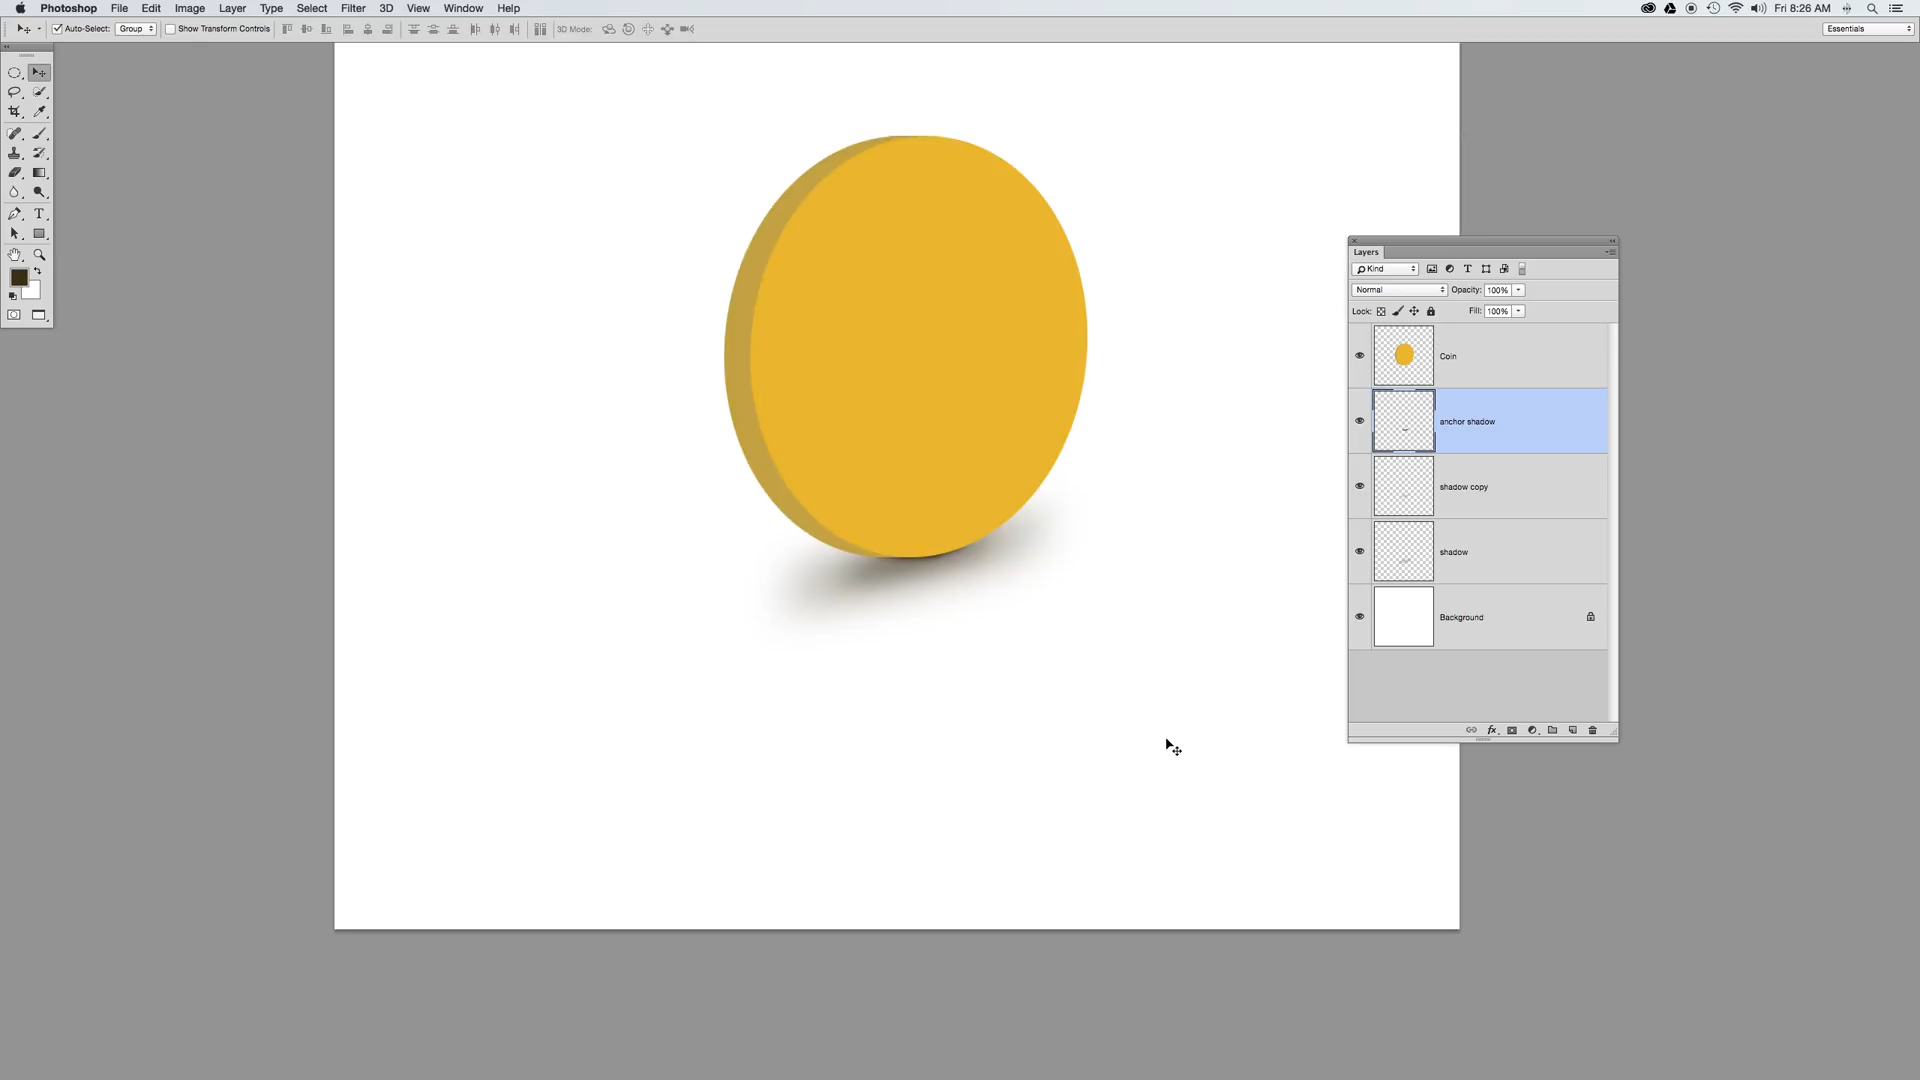 Photoshop File Edit Image Layer Type Select Filter 3D View Window Help Fri 8:26 AM
Auto-Select: Group Show Transform Controls 3D Mode: Essentials
Layers
Kind
Normal Opacity: 100%
Lock: Fill: 100%
Coin
anchor shadow
shadow copy
shadow
Background